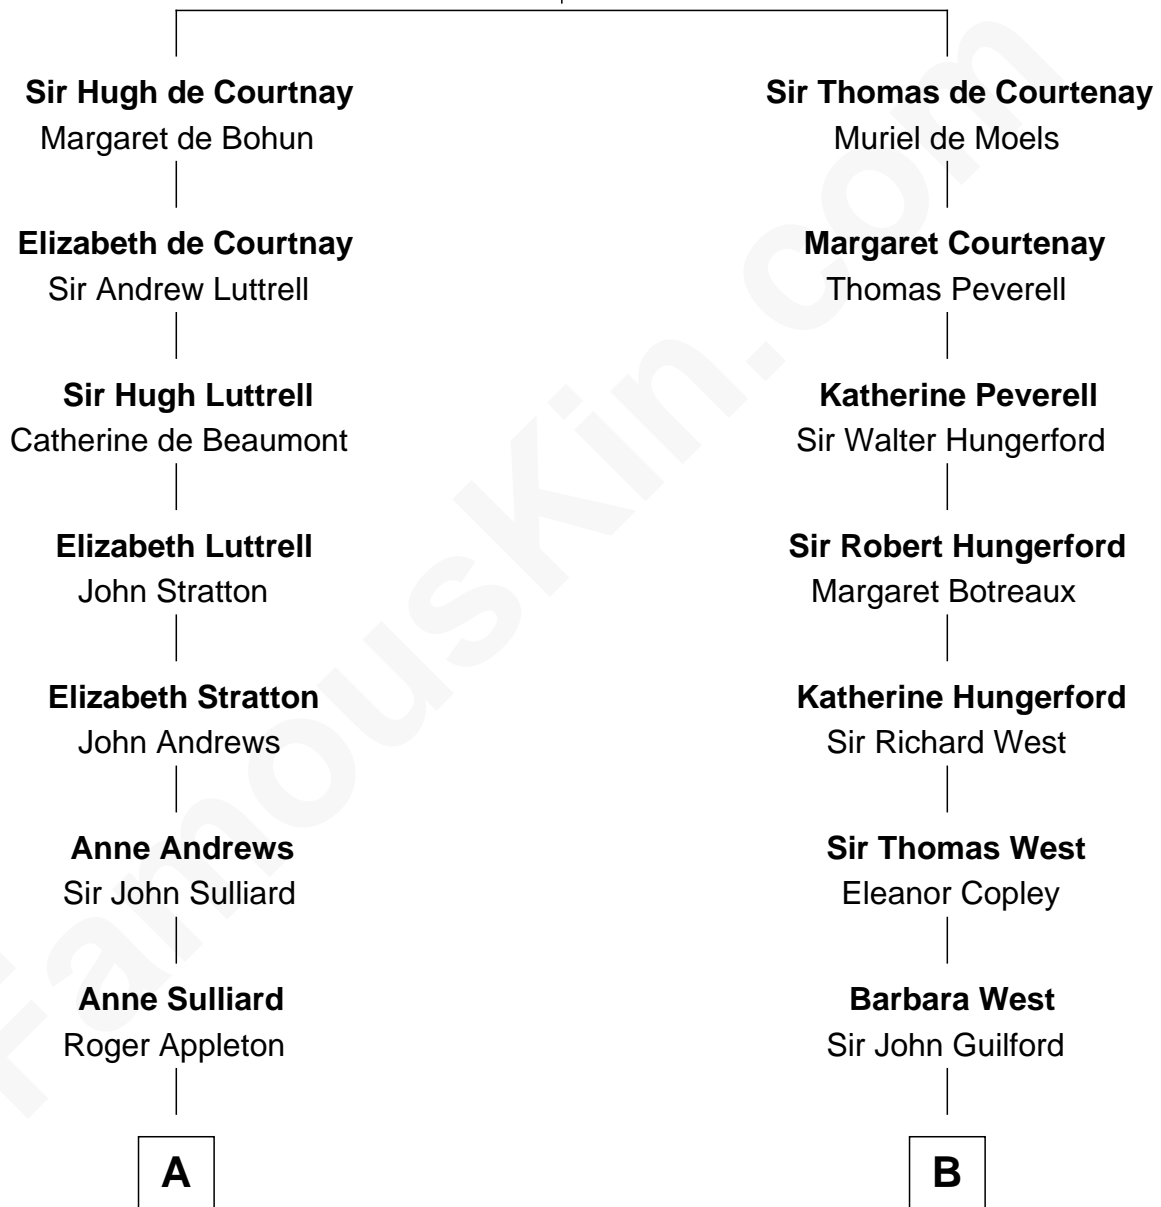 Sir Hugh de Courtnay
Margaret de Bohun
Elizabeth de Courtnay
Sir Andrew Luttrell
Sir Hugh Luttrell
Catherine de Beaumont
Elizabeth Luttrell
John Stratton
Elizabeth Stratton
John Andrews
Anne Andrews
Sir John Sulliard
Anne Sulliard
Roger Appleton
A
Sir Thomas de Courtenay
Muriel de Moels
Margaret Courtenay
Thomas Peverell
Katherine Peverell
Sir Walter Hungerford
Sir Robert Hungerford
Margaret Botreaux
Katherine Hungerford
Sir Richard West
Sir Thomas West
Eleanor Copley
Barbara West
Sir John Guilford
B
FamousKin.com